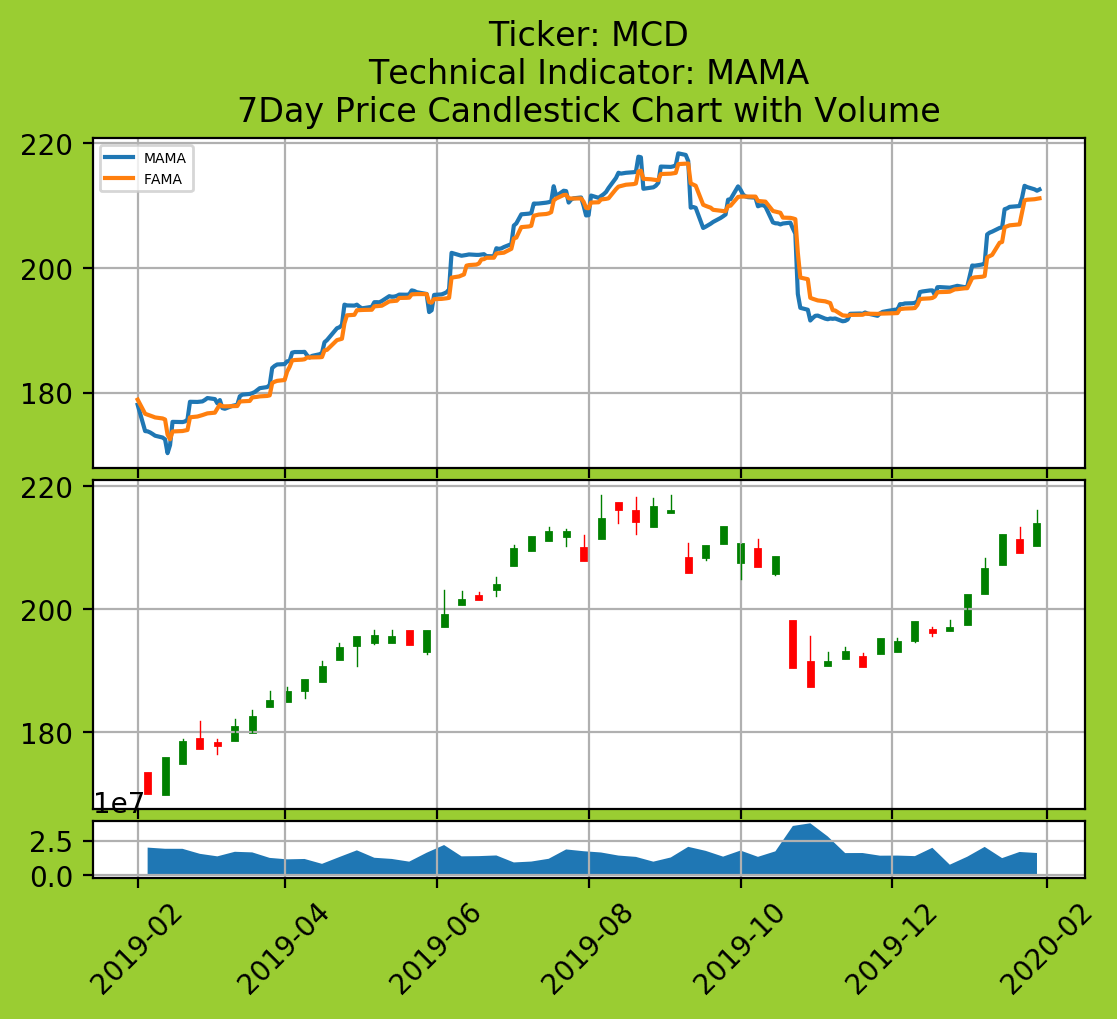 Ticker: MCD
Technical Indicator: MAMA
7Day Price Candlestick Chart with Volume
220
200
180
MAMA
FAMA
220
200
180
1e7
2.5
0.0
2019-02
2019-04
2019-06
2019-08
2019-10
2019-12
2020-02